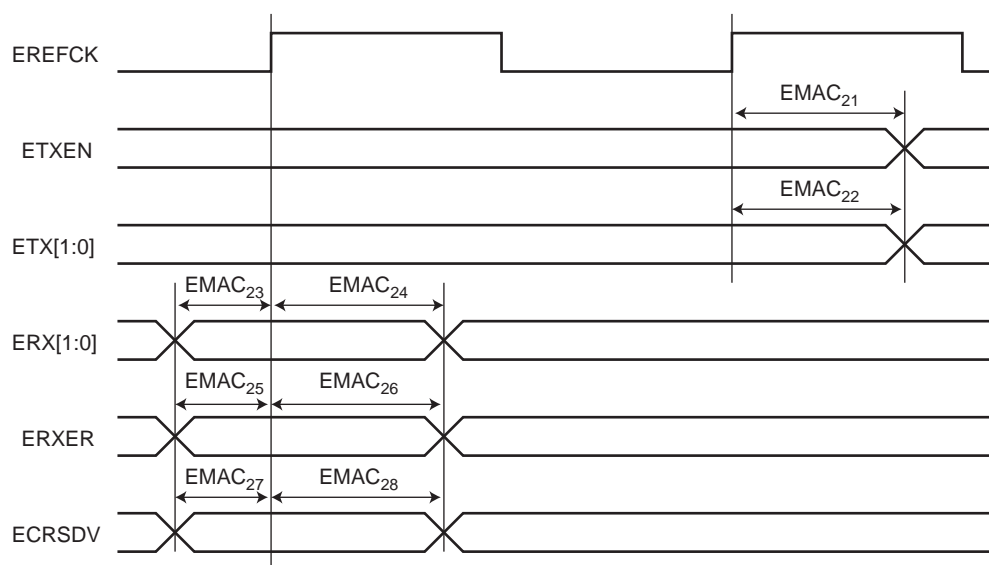 EREFCK
EMAC21
ETXEN
EMAC22
ETX[1:0]
EMAC23 EMAC24
ERX[1:0]
EMAC25 EMAC26
ERXER
EMAC27 EMAC28
ECRSDV